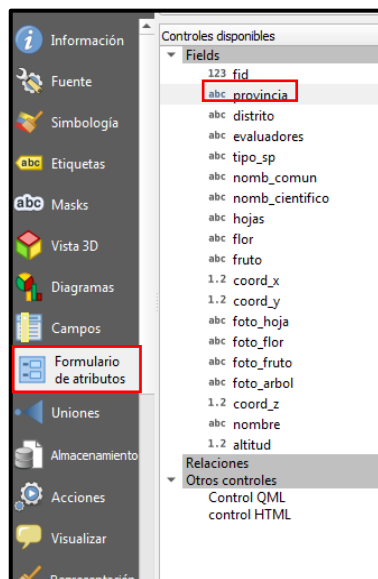 Información
Fuente
Simbología
abc Etiquetas
abc Masks
Vista 3D
Diagramas
Campos
Formulario
de atributos
Uniones
Almacenamiento
Acciones
Visualizar
Controles disponibles
Fields
123 fid
abc provincia
abc distrito
abc evaluadores
abc tipo_sp
abc nomb_comun
abc nomb_cientifico
abc hojas
abc flor
abc fruto
1.2 coord_x
1.2 coord_y
abc foto_hoja
abc foto_flor
abc foto_fruto
abc foto_arbol
1.2 coord_z
abc nombre
1.2 altitud
Relaciones
Otros controles
Control QML
control HTML